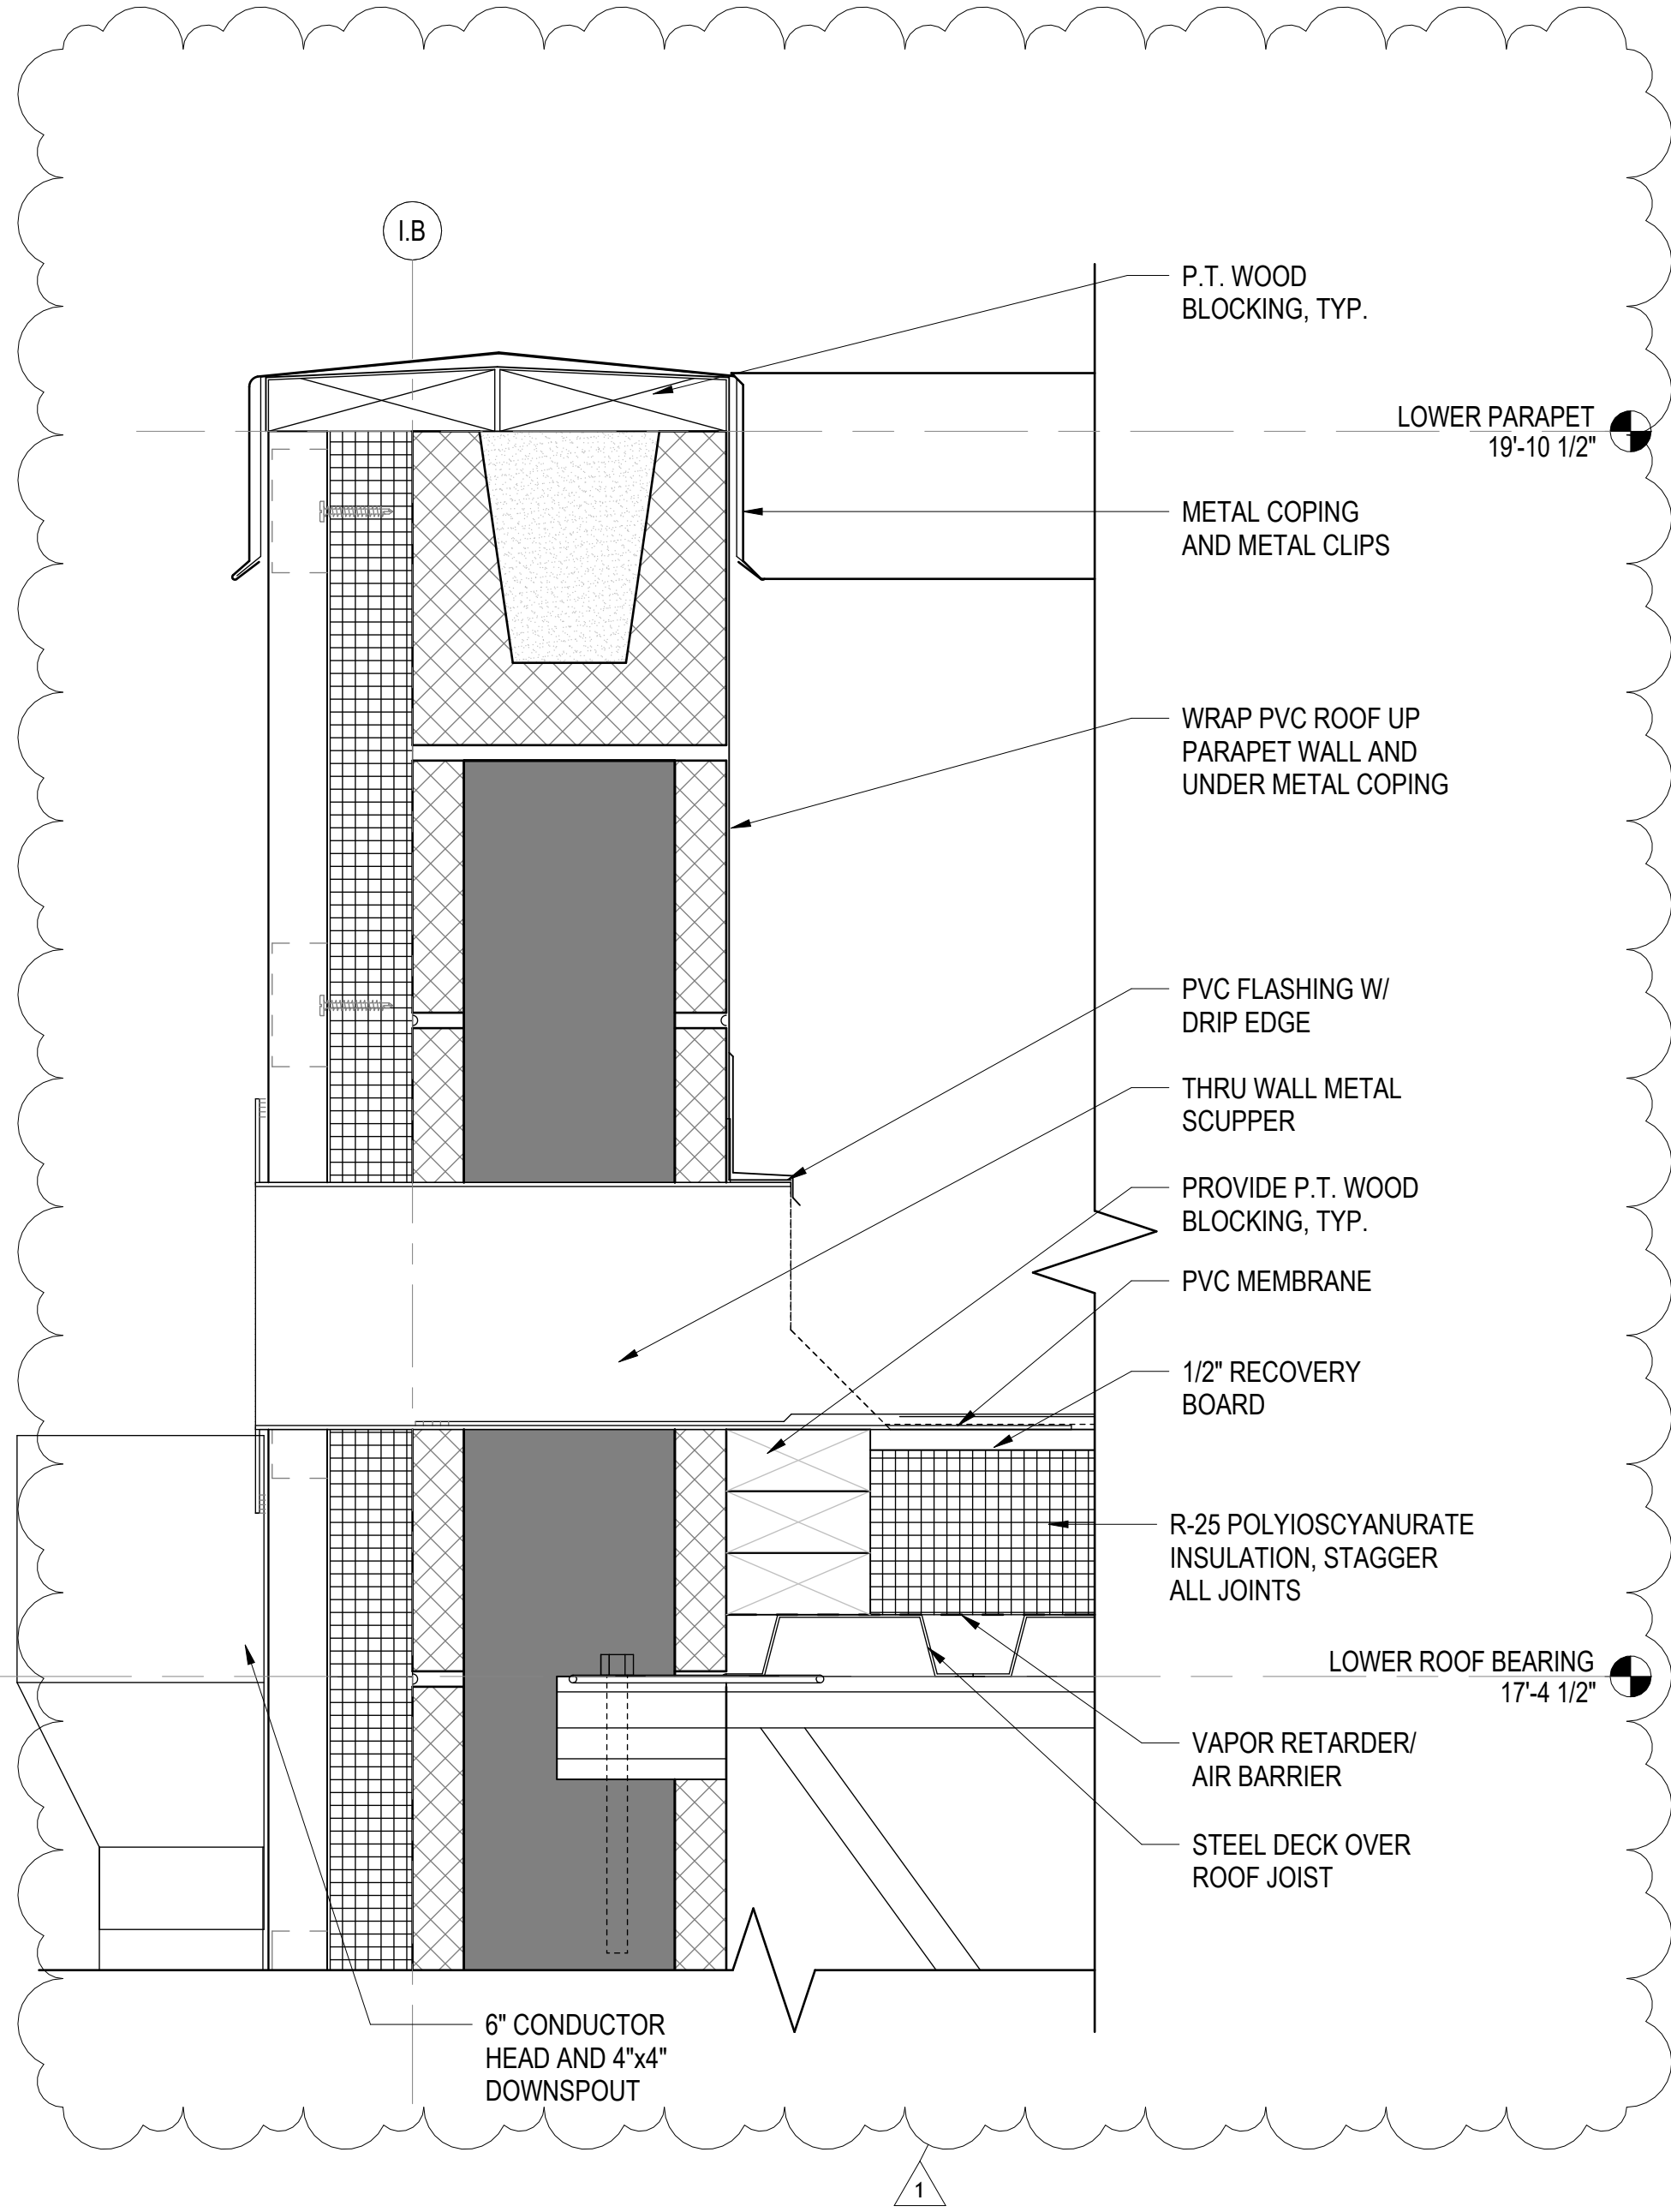 I.B
P.T. WOOD
BLOCKING, TYP.
LOWER PARAPET
19'-10 1/2"
METAL COPING
AND METAL CLIPS
WRAP PVC ROOF UP
PARAPET WALL AND
UNDER METAL COPING
PVC FLASHING W/
DRIP EDGE
THRU WALL METAL
SCUPPER
PROVIDE P.T. WOOD
BLOCKING, TYP.
PVC MEMBRANE
1/2" RECOVERY
BOARD
R-25 POLYIOSCYANURATE
INSULATION, STAGGER
ALL JOINTS
LOWER ROOF BEARING
17'-4 1/2"
VAPOR RETARDER/
AIR BARRIER
STEEL DECK OVER
ROOF JOIST
6" CONDUCTOR
HEAD AND 4"x4"
DOWNSPOUT
1